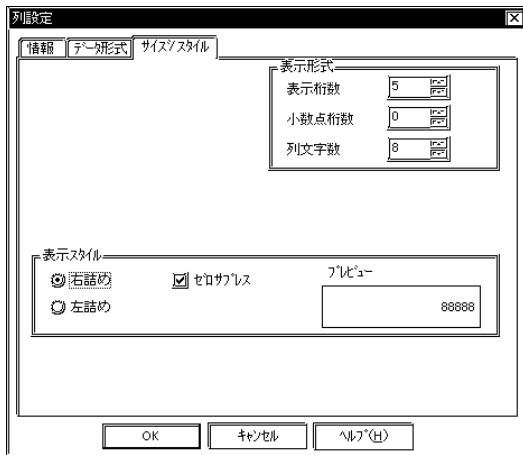 列設定
情報 ﾃﾞｰﾀ形式 ｻｲｽﾞ/ｽﾀｲﾙ
表示形式
表示桁数 5
小数点桁数 0
列文字数 8
表示ｽﾀｲﾙ
右詰め ｾﾞﾛｻﾌﾟﾚｽ ﾌﾟﾚﾋﾞｭｰ
左詰め 88888
OK ｷｬﾝｾﾙ ﾍﾙﾌﾟ(H)